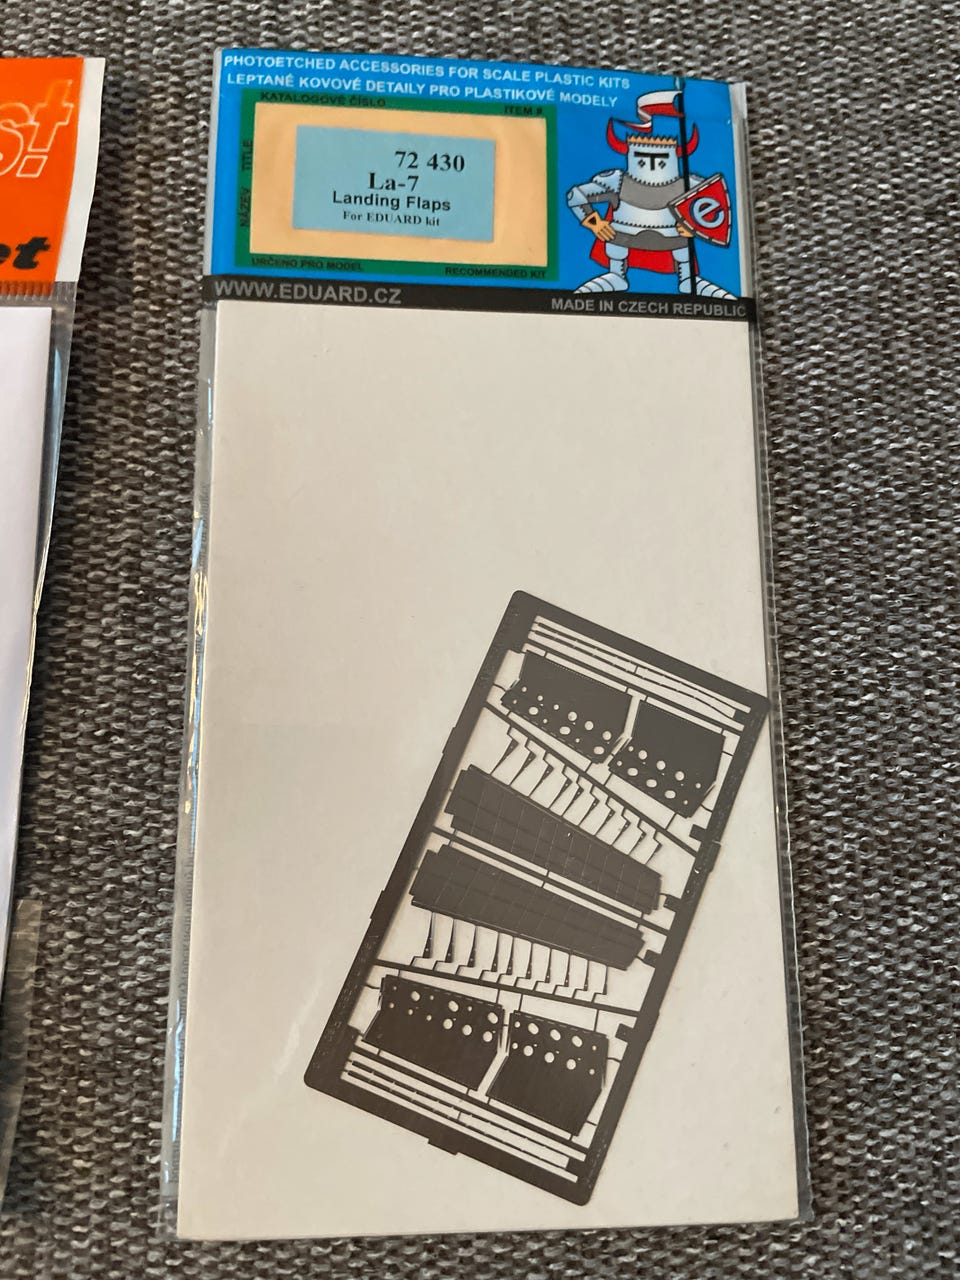 st
et
PHOTOETCHED ACCESSORIES FOR SCALE PLASTIC KITS
LEPTANÉ KOVOVÉ DETAILY PRO PLASTIKOVÉ MODELY
KATALOGOVÉ ČÍSLO
ITEM #
NÁZEV TITLE
72 430
La-7
Landing Flaps
For EDUARD kit
e
URČENO PRO MODEL
RECOMMENDED KIT
WWW.EDUARD.CZ
MADE IN CZECH REPUBLIC